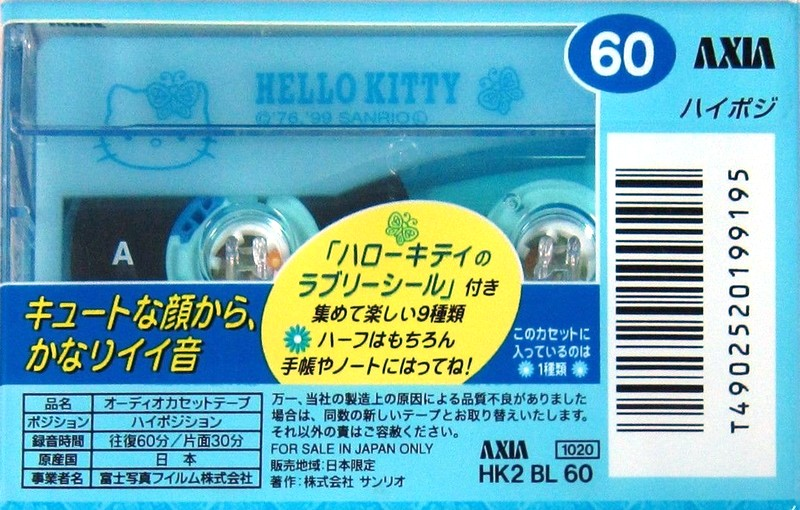 AXIA
HELLO KITTY
©'76,'99 SANRIO Ⓛ
60
AXIA
ハイポジ
A
「ハローキティの
ラブリーシール」付き
集めて楽しい9種類
ハーフはもちろん
手帳やノートにはってね!
キュートな顔から、
かなりイイ音
このカセットに
入っているのは
1種類
T4902520199195
品名 オーディオカセットテープ
ポジション ハイポジション
録音時間 往復60分/片面30分
原産国 日本
事業者名 富士写真フイルム株式会社
万一、当社の製造上の原因による品質不良がありました
場合は、同数の新しいテープとお取り替えいたします。
それ以外の責はご容赦ください。
FOR SALE IN JAPAN ONLY
販売地域:日本限定
著作:株式会社 サンリオ
AXIA 1020
HK2 BL 60